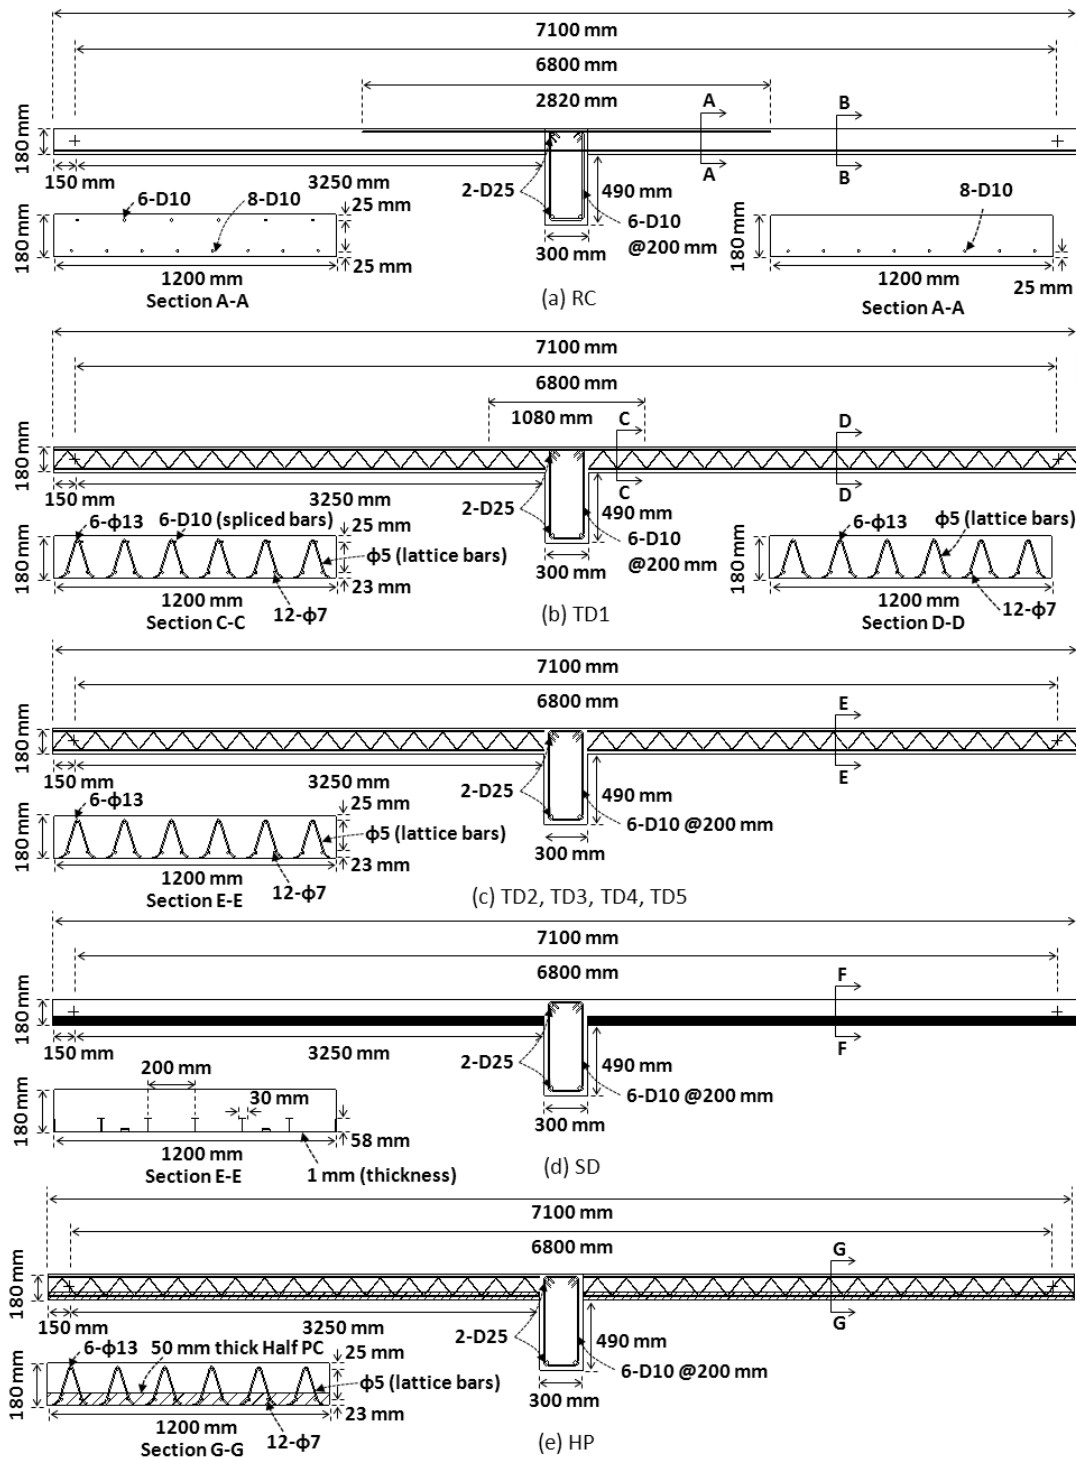 7100 mm
6800 mm
2820 mm
A
B
180 mm
A
B
150 mm
3250 mm
2-D25
490 mm
6-D10
@200 mm
300 mm
6-D10
8-D10
25 mm
180 mm
25 mm
1200 mm
Section A-A
8-D10
180 mm
1200 mm
25 mm
Section A-A
(a) RC
7100 mm
6800 mm
1080 mm
C
D
180 mm
C
D
150 mm
3250 mm
2-D25
490 mm
6-D10
@200 mm
300 mm
6-ϕ13
6-D10 (spliced bars)
25 mm
180 mm
ϕ5 (lattice bars)
23 mm
1200 mm
12-ϕ7
Section C-C
6-ϕ13
ϕ5 (lattice bars)
180 mm
1200 mm
12-ϕ7
Section D-D
(b) TD1
7100 mm
6800 mm
E
180 mm
E
150 mm
3250 mm
2-D25
490 mm
6-D10 @200 mm
300 mm
6-ϕ13
25 mm
180 mm
ϕ5 (lattice bars)
23 mm
1200 mm
12-ϕ7
Section E-E
(c) TD2, TD3, TD4, TD5
7100 mm
6800 mm
F
180 mm
F
150 mm
3250 mm
2-D25
490 mm
6-D10 @200 mm
300 mm
200 mm
30 mm
180 mm
58 mm
1200 mm
1 mm (thickness)
Section E-E
(d) SD
7100 mm
6800 mm
G
180 mm
G
150 mm
3250 mm
2-D25
490 mm
6-D10 @200 mm
300 mm
6-ϕ13
50 mm thick Half PC
25 mm
180 mm
ϕ5 (lattice bars)
23 mm
1200 mm
12-ϕ7
Section G-G
(e) HP